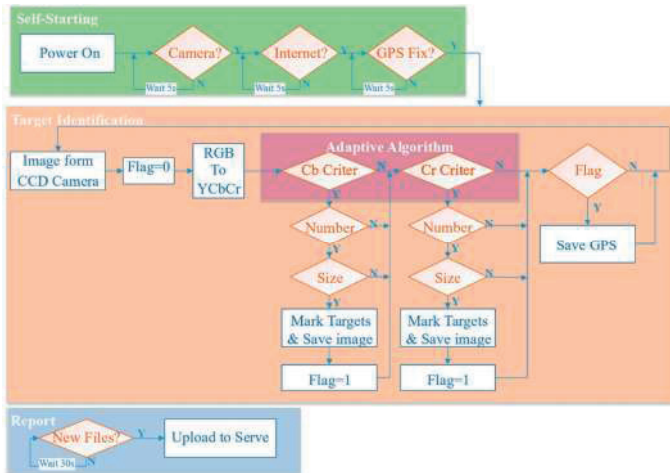 Self-Starting
Power On
Camera?
Y
Internet?
Y
GPS Fix?
Y
Wait 5s
N
Wait 5s
N
Wait 5s
N
Target Identification
Image form
CCD Camera
Flag=0
RGB
To
YCbCr
Adaptive Algorithm
Cb Criter
N
Cr Criter
N
Flag
N
Y
Y
Y
Number
N
Number
N
Save GPS
Y
Y
Size
N
Size
N
Y
Y
Mark Targets
& Save image
Mark Targets
& Save image
Flag=1
Flag=1
Report
New Files?
Y
Upload to Serve
Wait 30s
N